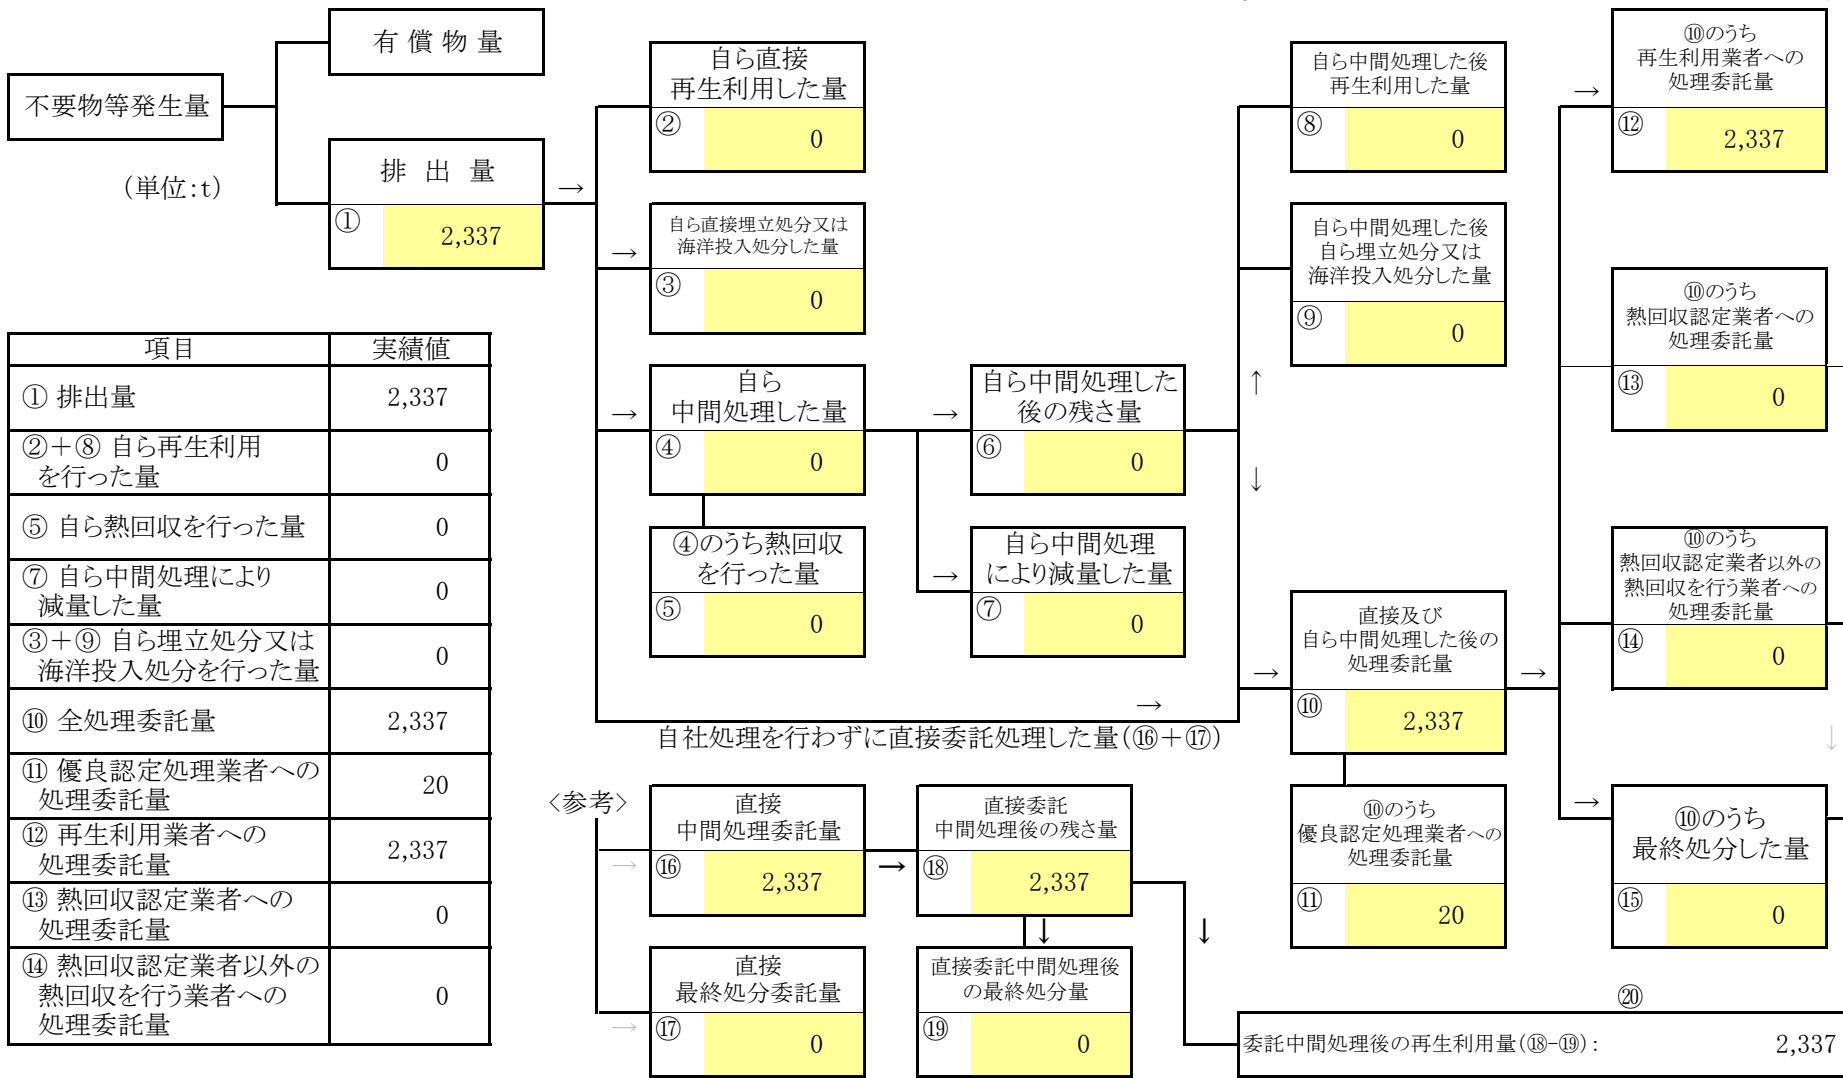 有 償 物 量
不要物等発生量
(単位:t)
排 出 量
① 2,337
→
自ら直接
再生利用した量
② 0
→
自ら直接埋立処分又は
海洋投入処分した量
③ 0
→
自ら
中間処理した量
④ 0
④のうち熱回収
を行った量
⑤ 0
→
自ら中間処理した
後の残さ量
⑥ 0
→
自ら中間処理
により減量した量
⑦ 0
自ら中間処理した後
再生利用した量
⑧ 0
自ら中間処理した後
自ら埋立処分又は
海洋投入処分した量
⑨ 0
↑
↓
→
自社処理を行わずに直接委託処理した量(⑯+⑰)
→
直接及び
自ら中間処理した後の
処理委託量
⑩ 2,337
⑩のうち
優良認定処理業者への
処理委託量
⑪ 20
→
→
⑩のうち
再生利用業者への
処理委託量
⑫ 2,337
⑩のうち
熱回収認定業者への
処理委託量
⑬ 0
⑩のうち
熱回収認定業者以外の
熱回収を行う業者への
処理委託量
⑭ 0
↓
→
⑩のうち
最終処分した量
⑮ 0
項目 実績値
① 排出量 2,337
②+⑧ 自ら再生利用
を行った量 0
⑤ 自ら熱回収を行った量 0
⑦ 自ら中間処理により
減量した量 0
③+⑨ 自ら埋立処分又は
海洋投入処分を行った量 0
⑩ 全処理委託量 2,337
⑪ 優良認定処理業者への
処理委託量 20
⑫ 再生利用業者への
処理委託量 2,337
⑬ 熱回収認定業者への
処理委託量 0
⑭ 熱回収認定業者以外の
熱回収を行う業者への
処理委託量 0
〈参考〉
→
直接
中間処理委託量
⑯ 2,337
→
直接委託
中間処理後の残さ量
⑱ 2,337
↓
↓
→
直接
最終処分委託量
⑰ 0
直接委託中間処理後
の最終処分量
⑲ 0
⑳
委託中間処理後の再生利用量(⑱-⑲): 2,337